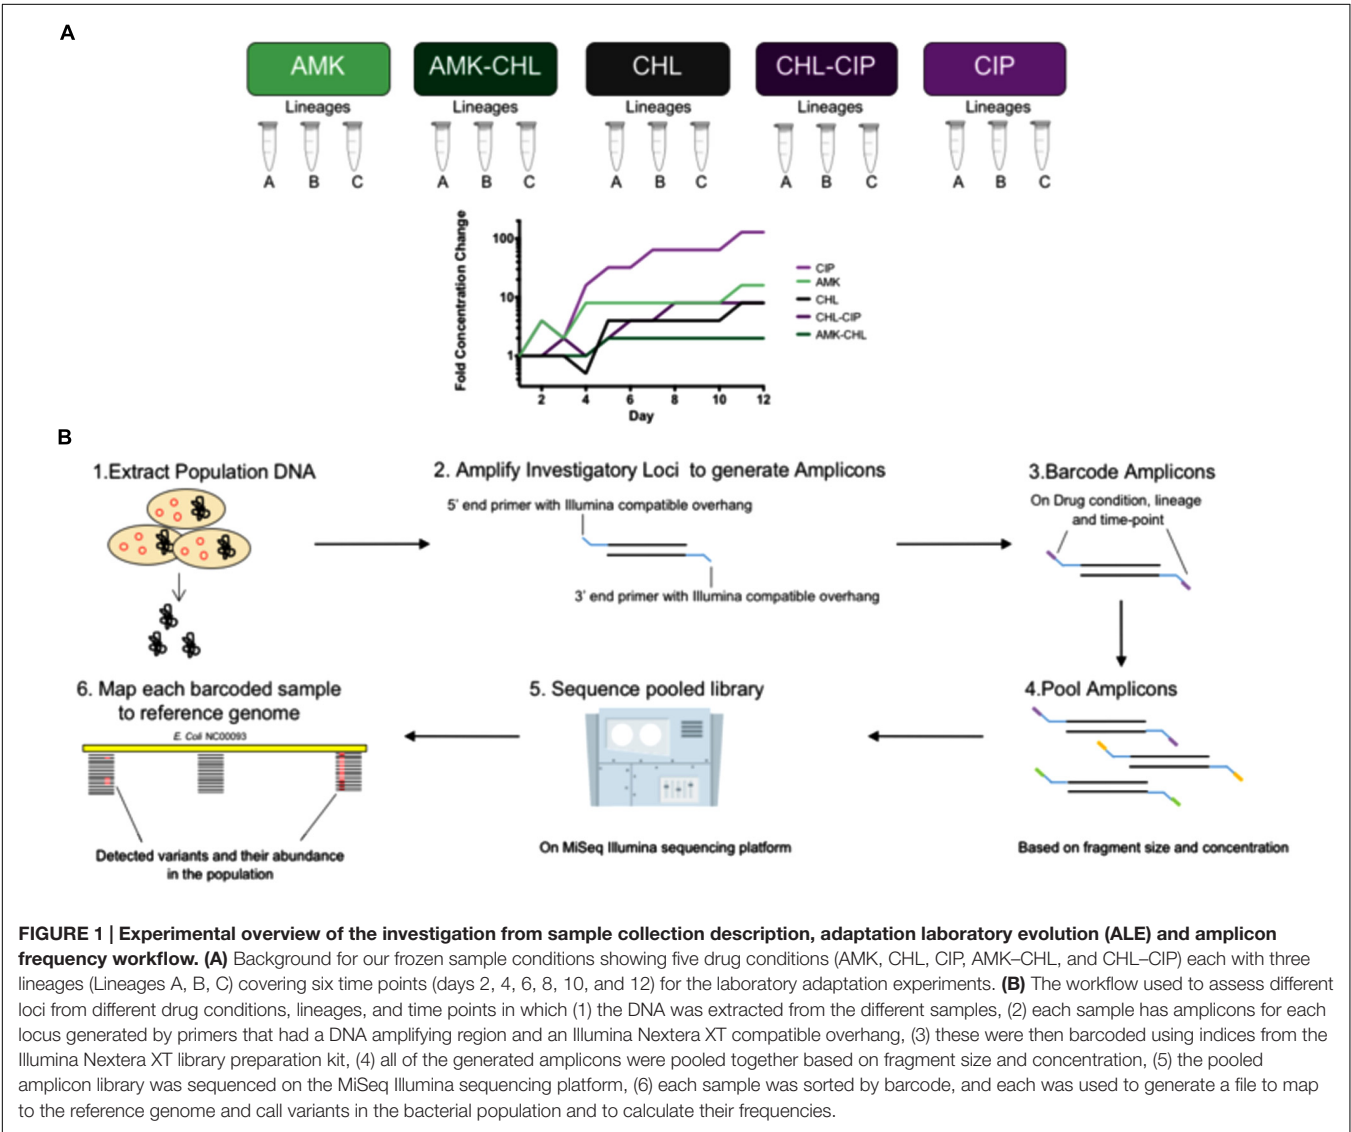 A
AMK
AMK-CHL
CHL
CHL-CIP
CIP
Lineages
Lineages
Lineages
Lineages
Lineages
A B C
A B C
A B C
A B C
A B C
Fold Concentration Change
100
10
1
2 4 6 8 10 12
Day
CIP
AMK
CHL
CHL-CIP
AMK-CHL
B
1.Extract Population DNA
2. Amplify Investigatory Loci to generate Amplicons
5' end primer with Illumina compatible overhang
3' end primer with Illumina compatible overhang
3.Barcode Amplicons
On Drug condition, lineage
and time-point
4.Pool Amplicons
Based on fragment size and concentration
5. Sequence pooled library
On MiSeq Illumina sequencing platform
6. Map each barcoded sample
to reference genome
E. Coli NC00093
Detected variants and their abundance
in the population
FIGURE 1 | Experimental overview of the investigation from sample collection description, adaptation laboratory evolution (ALE) and amplicon
frequency workflow. (A) Background for our frozen sample conditions showing five drug conditions (AMK, CHL, CIP, AMK–CHL, and CHL–CIP) each with three
lineages (Lineages A, B, C) covering six time points (days 2, 4, 6, 8, 10, and 12) for the laboratory adaptation experiments. (B) The workflow used to assess different
loci from different drug conditions, lineages, and time points in which (1) the DNA was extracted from the different samples, (2) each sample has amplicons for each
locus generated by primers that had a DNA amplifying region and an Illumina Nextera XT compatible overhang, (3) these were then barcoded using indices from the
Illumina Nextera XT library preparation kit, (4) all of the generated amplicons were pooled together based on fragment size and concentration, (5) the pooled
amplicon library was sequenced on the MiSeq Illumina sequencing platform, (6) each sample was sorted by barcode, and each was used to generate a file to map
to the reference genome and call variants in the bacterial population and to calculate their frequencies.